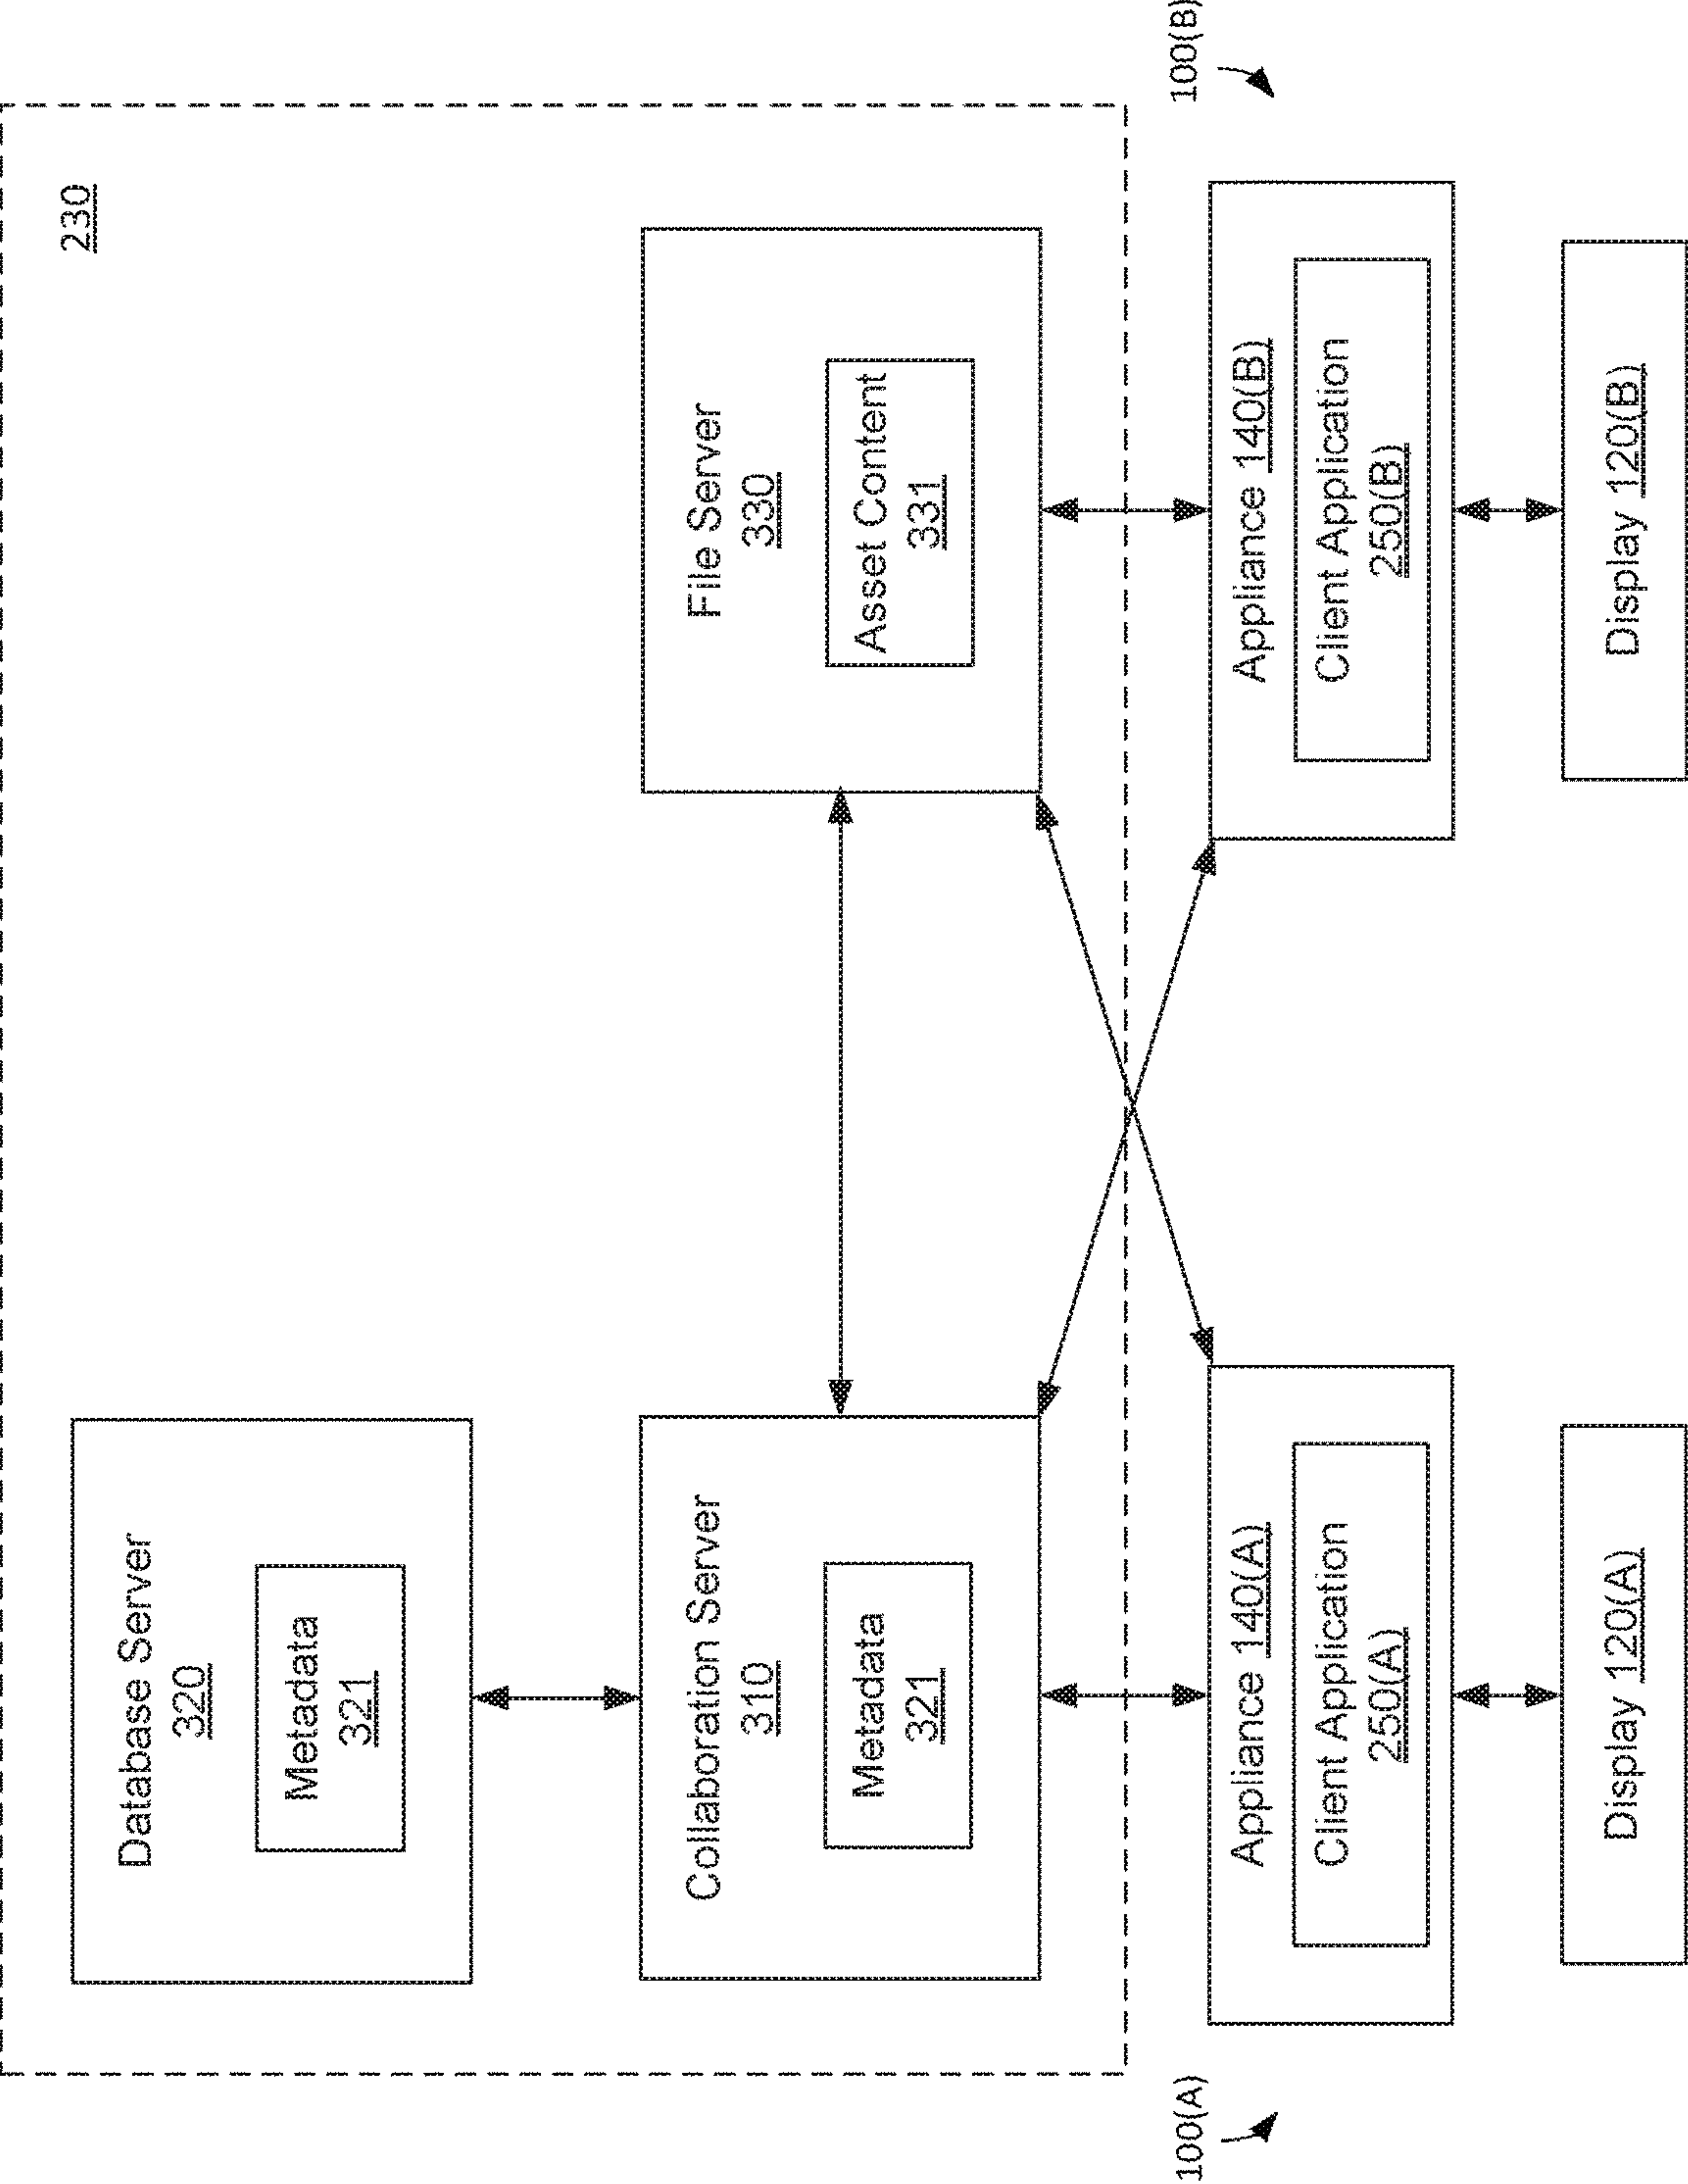 230
Database Server
320
Metadata
321
Collaboration Server
310
Metadata
321
File Server
330
Asset Content
331
100(A)
Appliance 140(A)
Client Application
250(A)
Display 120(A)
100(B)
Appliance 140(B)
Client Application
250(B)
Display 120(B)